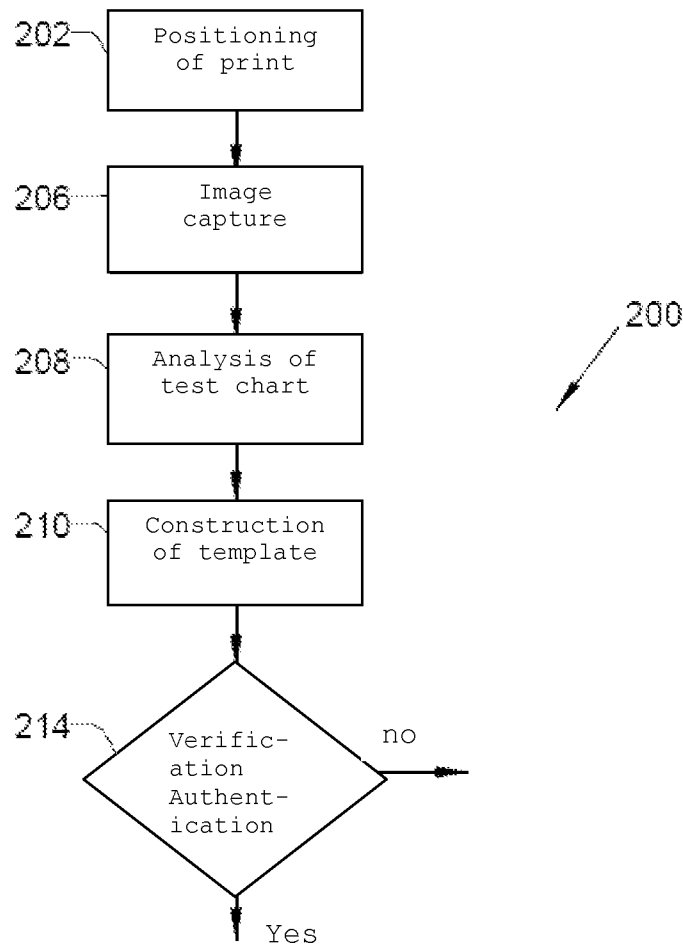 202
Positioning
of print
206
Image
capture
200
208
Analysis of
test chart
210
Construction
of template
214
no
Verific-
ation
Authent-
ication
Yes